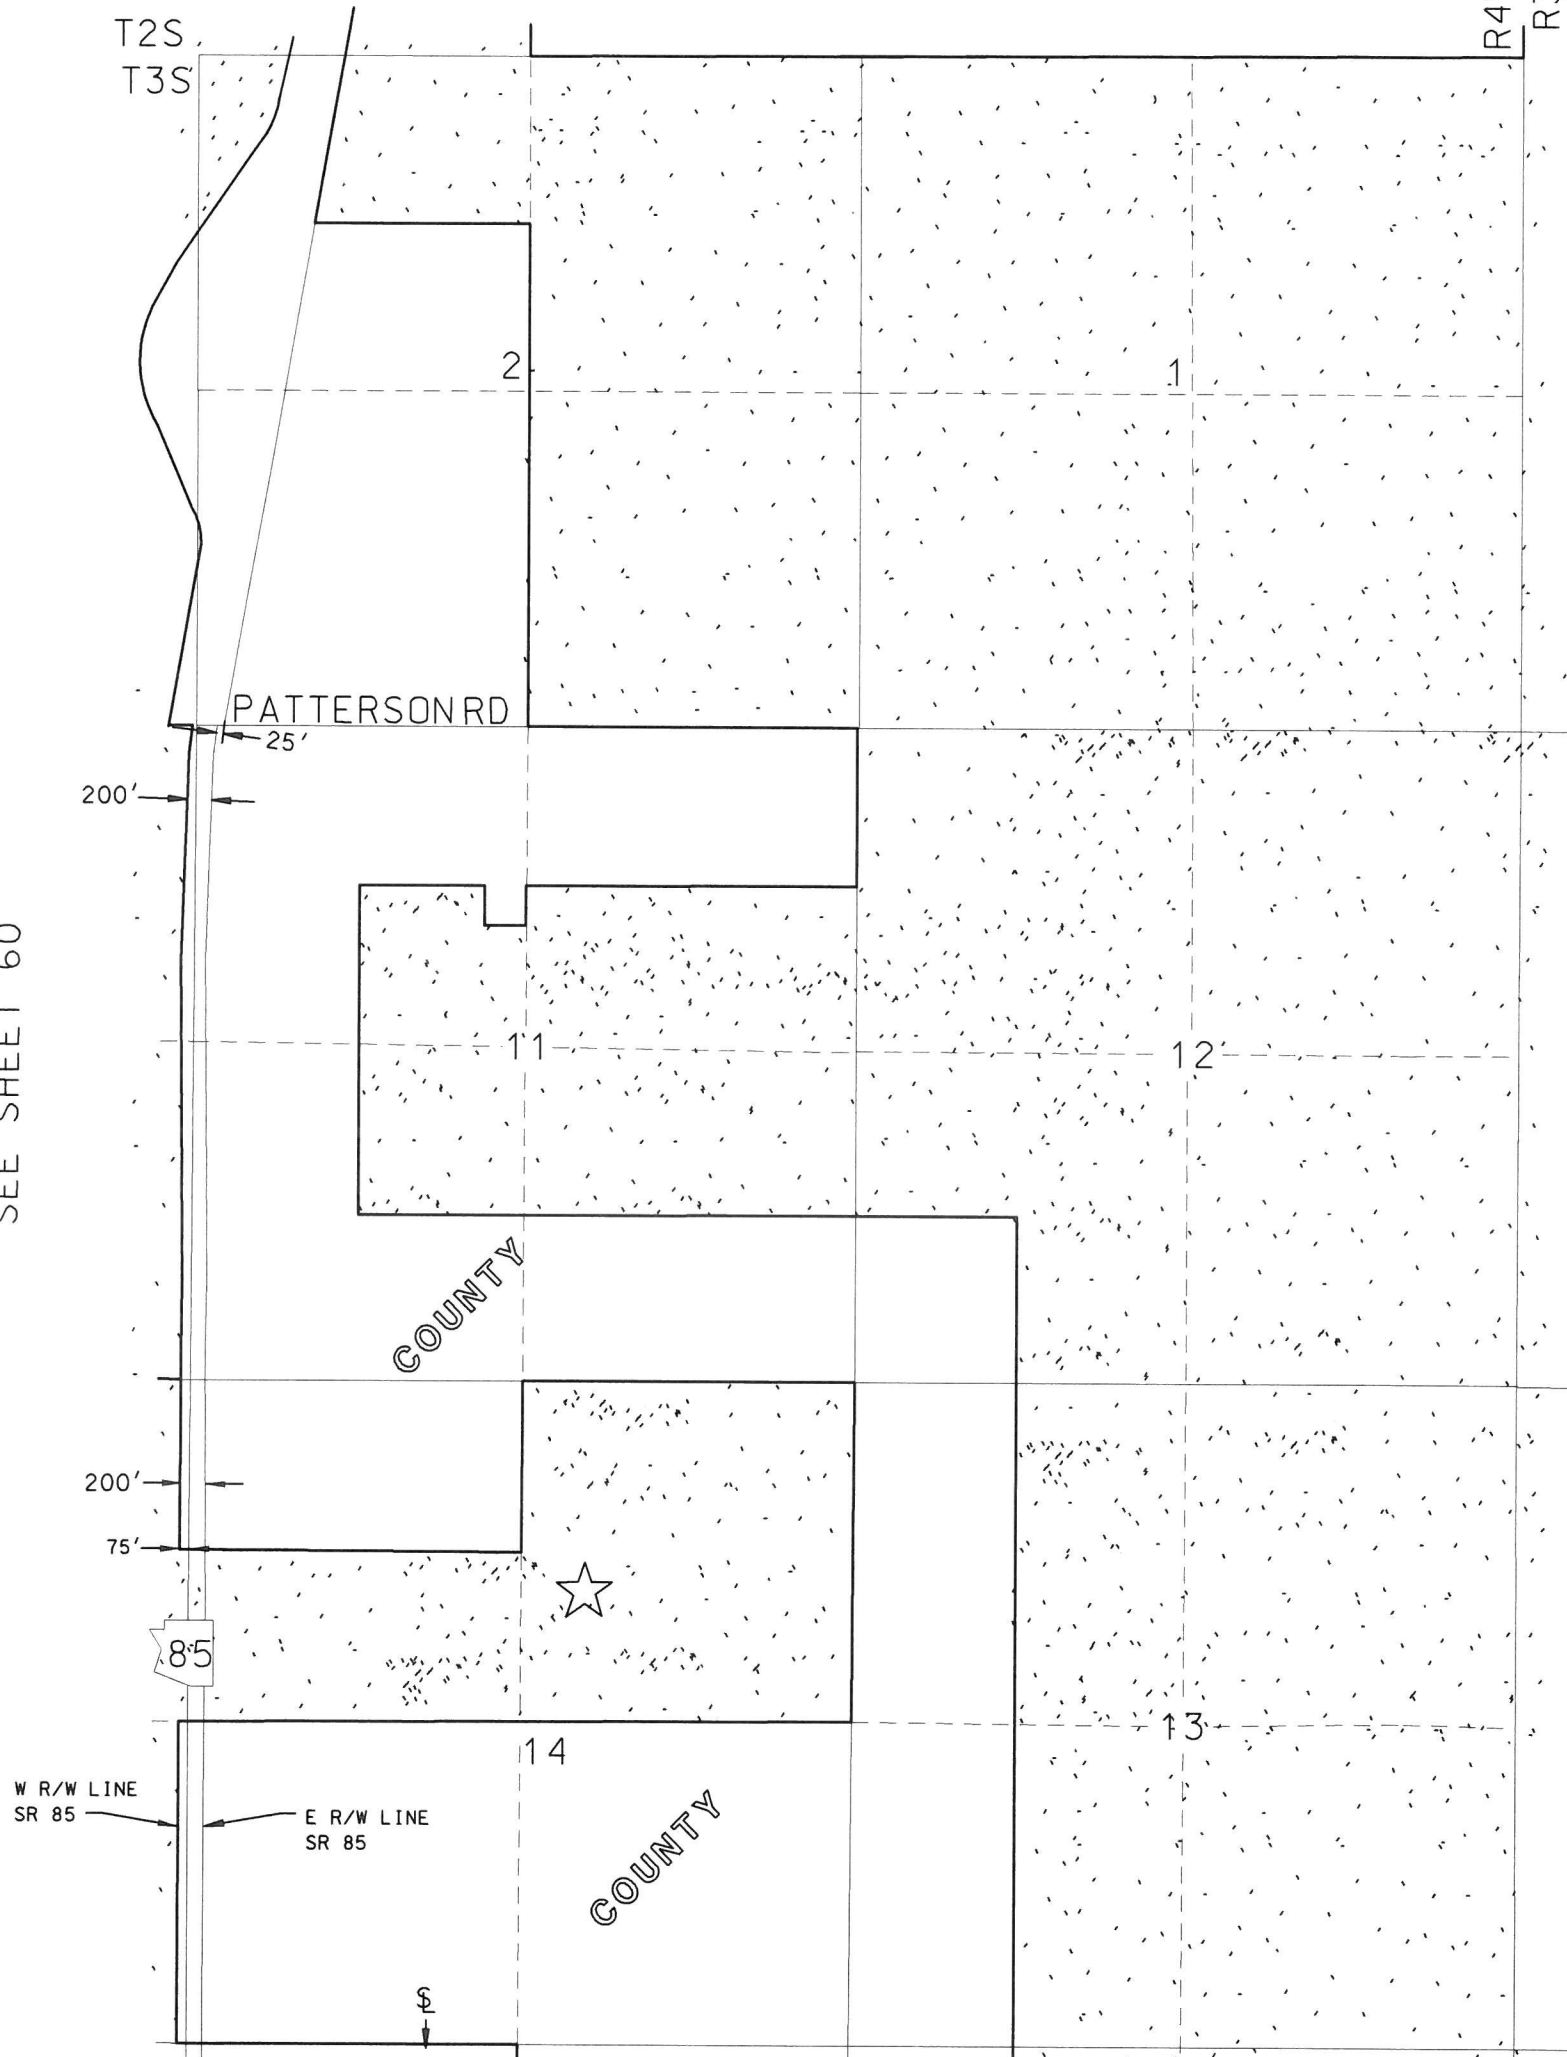 T2S
T3S
R4
2
1
PATTERSON RD
25'
200'
SEE SHEET 60
11
12
COUNTY
200'
75'
85
14
13
W R/W LINE
SR 85
E R/W LINE
SR 85
COUNTY